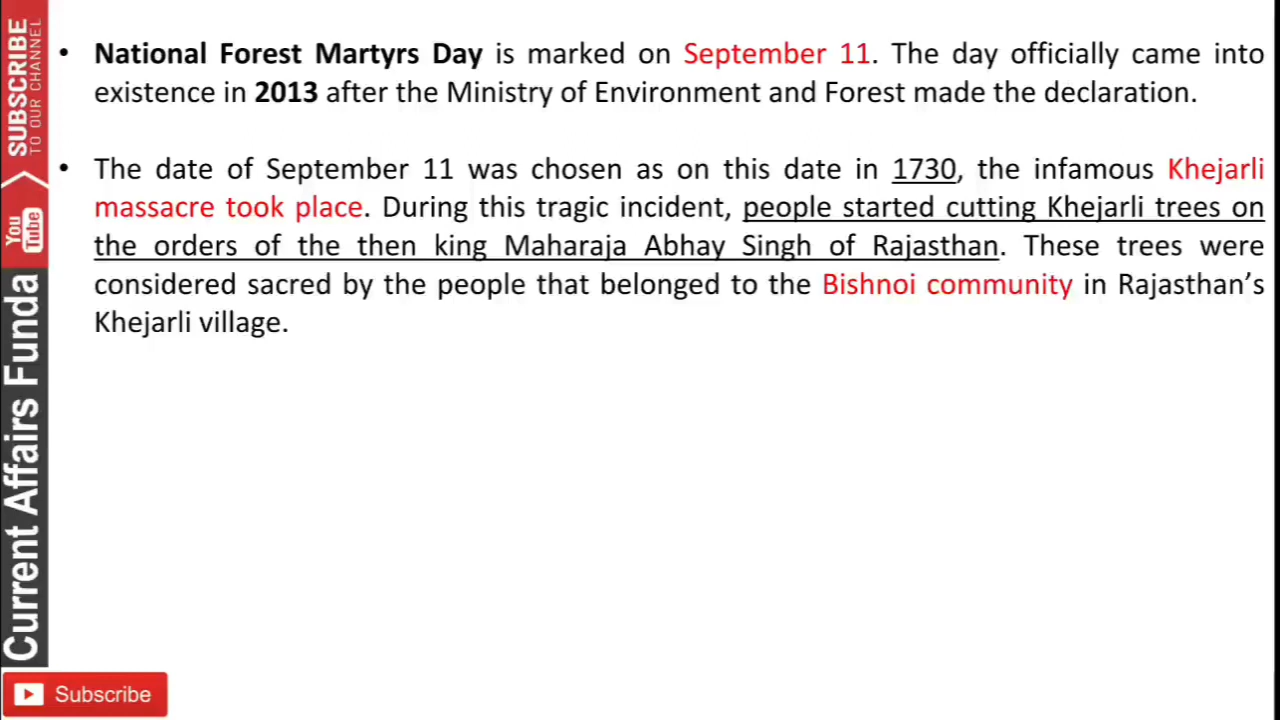 SUBSCRIBE
TO OUR CHANNEL
You
Tube
Current Affairs Funda
• National Forest Martyrs Day is marked on September 11. The day officially came into
existence in 2013 after the Ministry of Environment and Forest made the declaration.
• The date of September 11 was chosen as on this date in 1730, the infamous Khejarli
massacre took place. During this tragic incident, people started cutting Khejarli trees on
the orders of the then king Maharaja Abhay Singh of Rajasthan. These trees were
considered sacred by the people that belonged to the Bishnoi community in Rajasthan’s
Khejarli village.
Subscribe